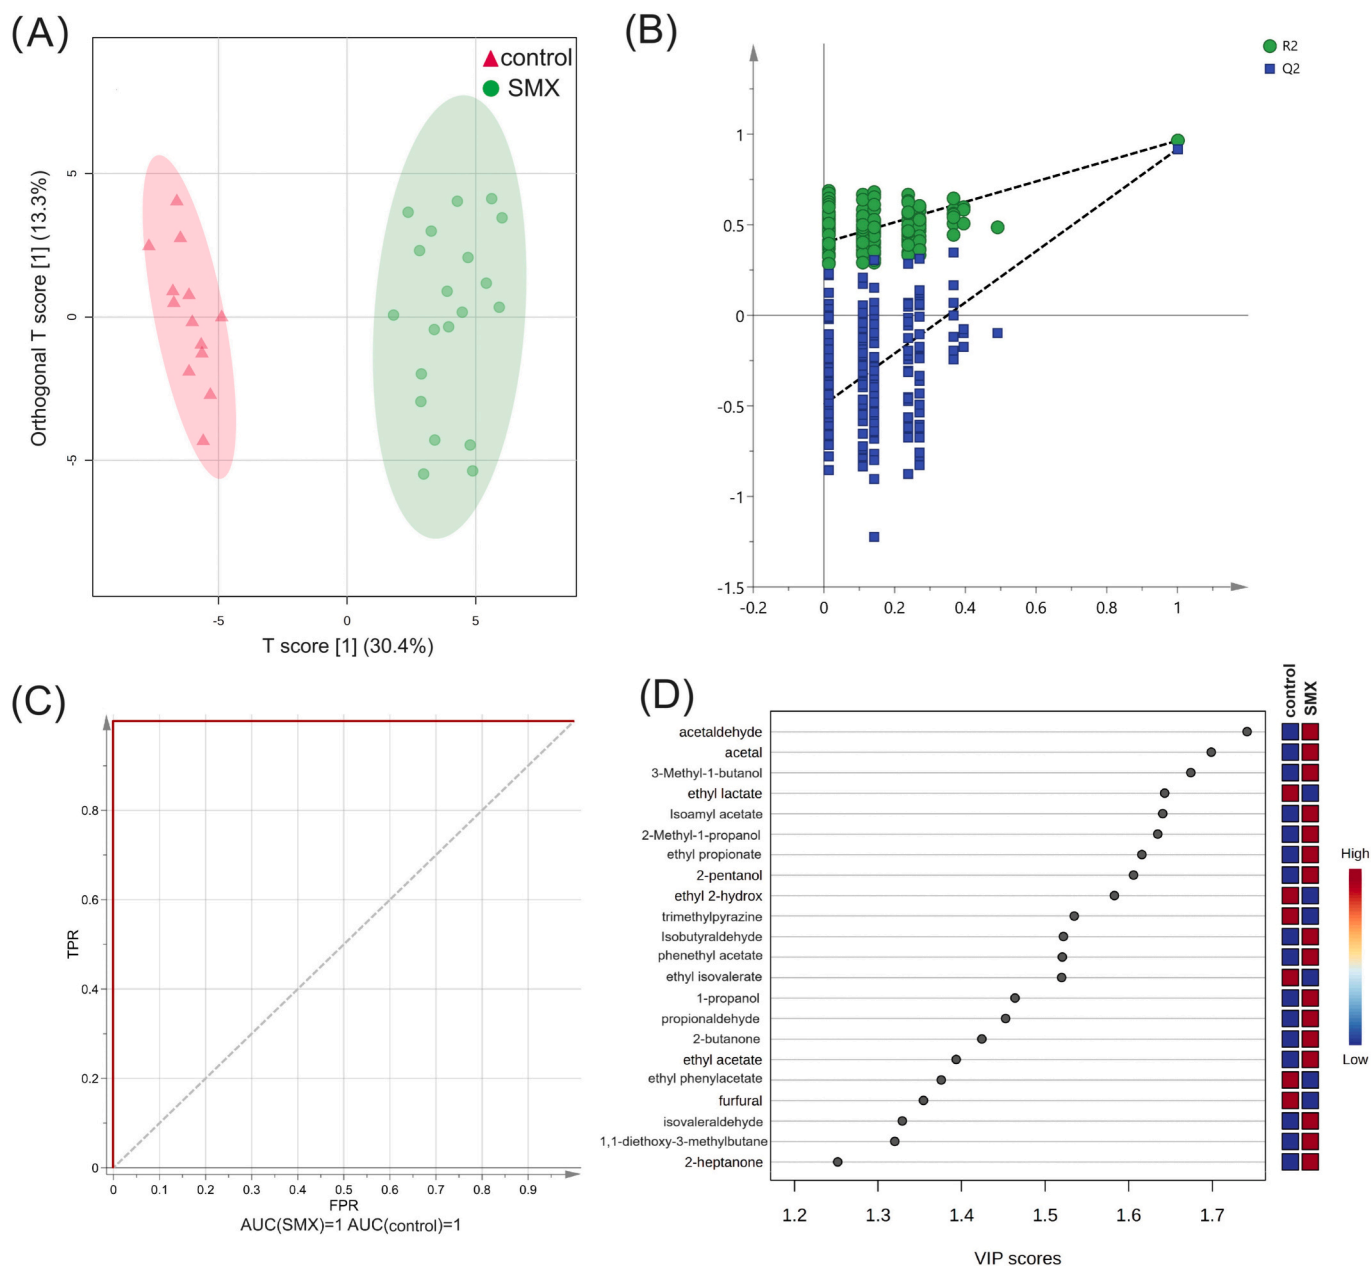 (A)
control
SMX
Orthogonal T score [1] (13.3%)
5
0
-5
-5
0
5
T score [1] (30.4%)
(B)
R2
Q2
1
0.5
0
-0.5
-1
-1.5
-0.2
0
0.2
0.4
0.6
0.8
1
(C)
TPR
0.8
0.6
0.4
0.2
0
0
0.1
0.2
0.3
0.4
0.5
0.6
0.7
0.8
0.9
FPR
AUC(SMX)=1 AUC(control)=1
(D)
control
SMX
acetaldehyde
acetal
3-Methyl-1-butanol
ethyl lactate
Isoamyl acetate
2-Methyl-1-propanol
ethyl propionate
2-pentanol
ethyl 2-hydrox
trimethylpyrazine
Isobutyraldehyde
phenethyl acetate
ethyl isovalerate
1-propanol
propionaldehyde
2-butanone
ethyl acetate
ethyl phenylacetate
furfural
isovaleraldehyde
1,1-diethoxy-3-methylbutane
2-heptanone
High
Low
1.2
1.3
1.4
1.5
1.6
1.7
VIP scores